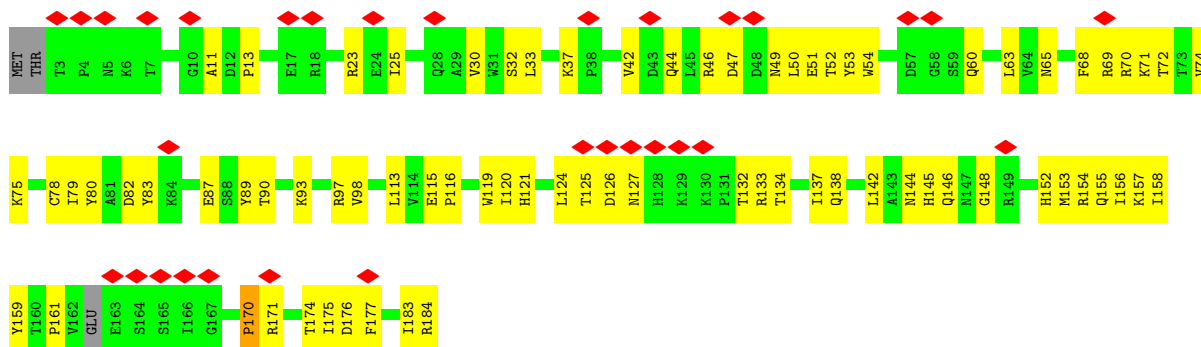 MET THR T3 P4 N5 K6 T7 G10 A11 D12 P13 E17 R18 R23 E24 I25 Q28 A29 V30 W31 S32 L33 K37 P38 V42 D43 Q44 L45 R46 D47 D48 N49 L50 E51 T52 Y53 W54 D57 G58 S59 Q60 L63 V64 N65 F68 R69 R70 K71 T72 T73 V74
K75 C78 I79 Y80 A81 D82 Y83 K84 E87 S88 Y89 T90 K93 R97 V98 L113 V114 E115 P116 W119 I120 H121 L124 T125 D126 N127 H128 K129 K130 P131 T132 R133 T134 I137 Q138 L142 A143 N144 H145 Q146 N147 G148 R149 H152 M153 R154 Q155 I156 K157 I158
Y159 T160 P161 V162 GLU E163 S164 S165 I166 G167 P170 R171 T174 I175 D176 F177 I183 R184